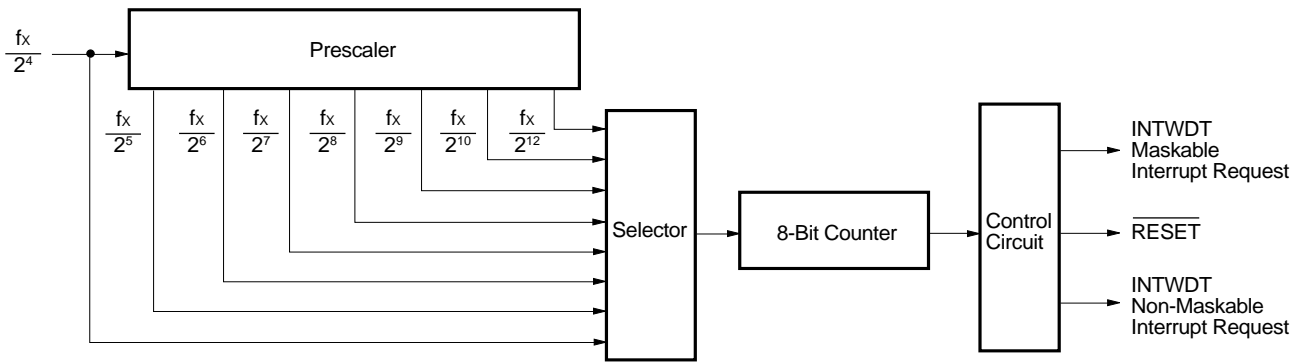 fX
2⁴
Prescaler
fX
2⁵
fX
2⁶
fX
2⁷
fX
2⁸
fX
2⁹
fX
2¹⁰
fX
2¹²
Selector
8-Bit Counter
Control
Circuit
INTWDT
Maskable
Interrupt Request
RESET
INTWDT
Non-Maskable
Interrupt Request